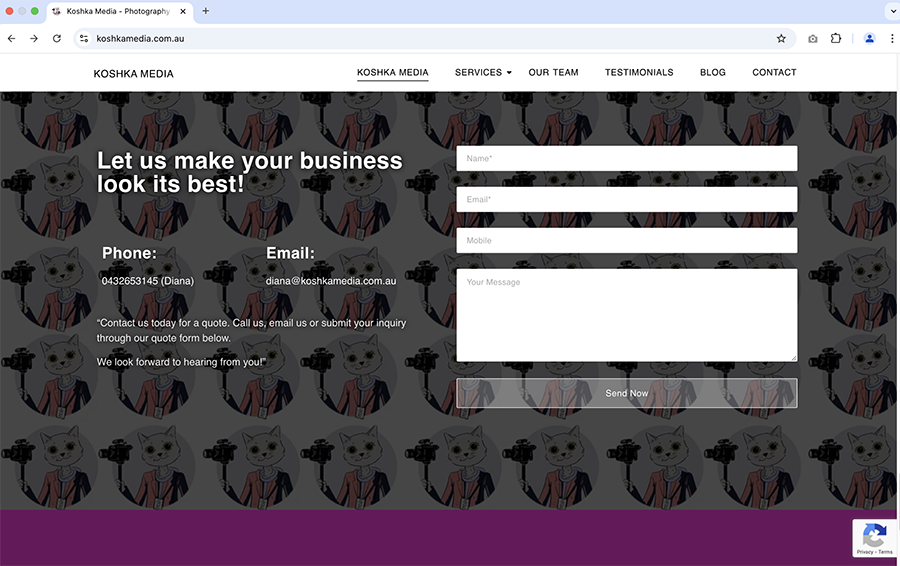 Koshka Media - Photography
koshkamedia.com.au
KOSHKA MEDIA
KOSHKA MEDIA
SERVICES
OUR TEAM
TESTIMONIALS
BLOG
CONTACT
Let us make your business
look its best!
Phone:
0432653145 (Diana)
Email:
diana@koshkamedia.com.au
“Contact us today for a quote. Call us, email us or submit your inquiry
through our quote form below.
We look forward to hearing from you!”
Name*
Email*
Mobile
Your Message
Send Now
Privacy - Terms